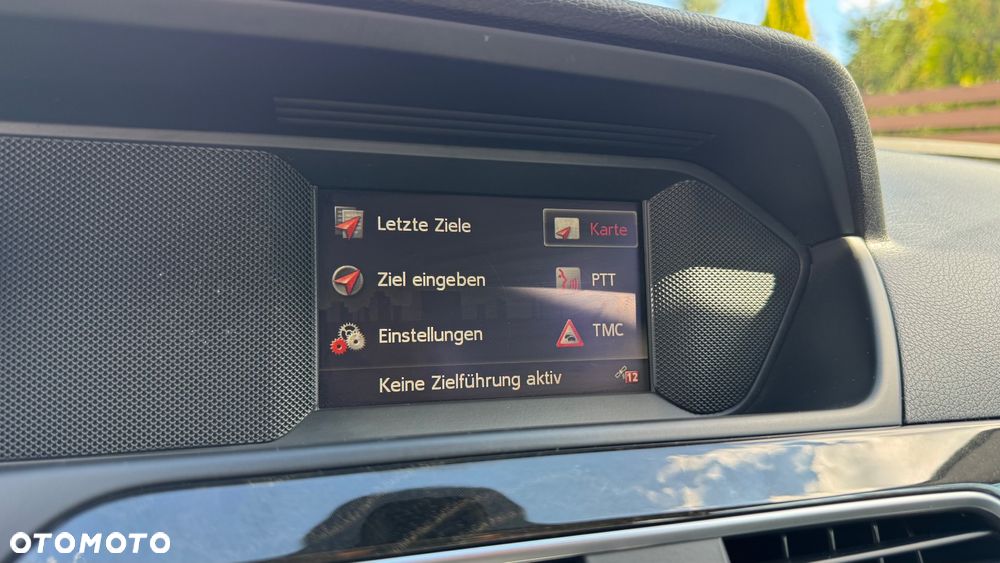 Letzte Ziele
Karte
Ziel eingeben
PTT
Einstellungen
TMC
Keine Zielführung aktiv
12
OTOMOTO